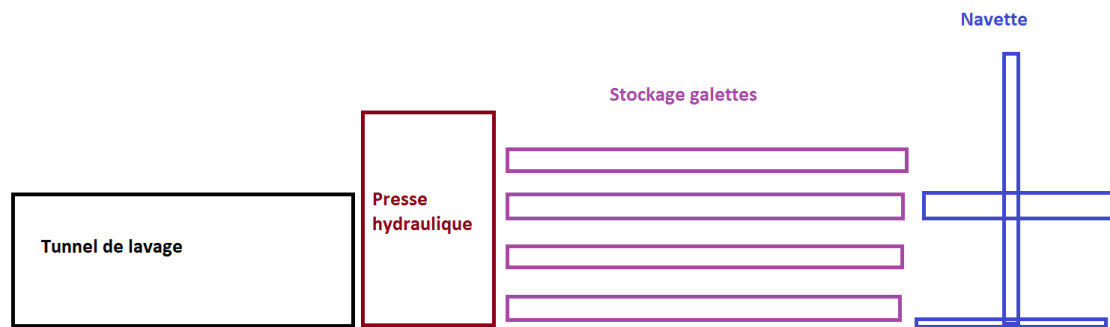 Navette
Stockage galettes
Presse
hydraulique
Tunnel de lavage